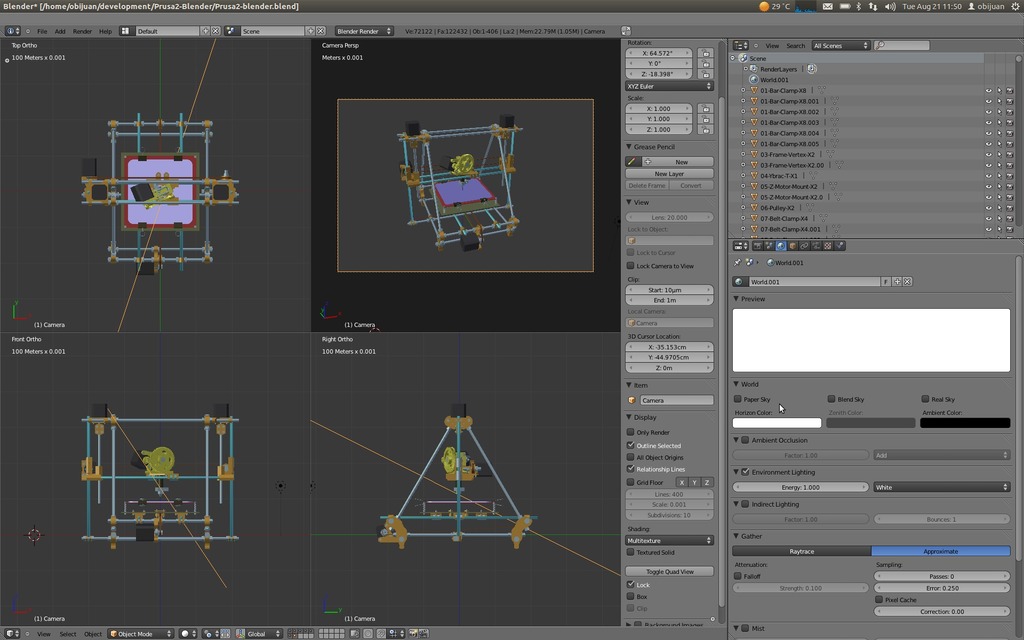 Blender* [/home/obijuan/development/Prusa2-Blender/Prusa2-blender.blend]
29 °C
Tue Aug 21 11:50
obijuan
File Add Render Help
Default
Scene
Blender Render
Ve:72122 | Fa:122432 | Ob:1-406 | La:2 | Mem:22.79M (1.05M) | Camera
Top Ortho
100 Meters x 0.001
(1) Camera
Camera Persp
Meters x 0.001
(1) Camera
Front Ortho
100 Meters x 0.001
(1) Camera
Right Ortho
100 Meters x 0.001
(1) Camera
View Select Object
Object Mode
Global
Rotation:
X: 64.572°
Y: 0°
Z: -18.398°
XYZ Euler
Scale:
X: 1.000
Y: 1.000
Z: 1.000
Grease Pencil
New
New Layer
Delete Frame Convert
View
Lens: 20.000
Lock to Object:
Lock to Cursor
Lock Camera to View
Clip:
Start: 10µm
End: 1m
Local Camera:
Camera
3D Cursor Location:
X: -35.153cm
Y: -44.9705cm
Z: 0m
Item
Camera
Display
Only Render
Outline Selected
All Object Origins
Relationship Lines
Grid Floor X Y Z
Lines: 400
Scale: 0.001
Subdivisions: 10
Shading:
Multitexture
Textured Solid
Toggle Quad View
Lock
Box
Clip
Background Images
View Search All Scenes
Scene
RenderLayers
World.001
01-Bar-Clamp-X8
01-Bar-Clamp-X8.001
01-Bar-Clamp-X8.002
01-Bar-Clamp-X8.003
01-Bar-Clamp-X8.004
01-Bar-Clamp-X8.005
03-Frame-Vertex-X2
03-Frame-Vertex-X2.00
04-Ybrac-T-X1
05-Z-Motor-Mount-X2
05-Z-Motor-Mount-X2.0
06-Pulley-X2
07-Belt-Clamp-X4
07-Belt-Clamp-X4.001
World.001
World.001 F
Preview
World
Paper Sky Blend Sky Real Sky
Horizon Color: Zenith Color: Ambient Color:
Ambient Occlusion
Factor: 1.00 Add
Environment Lighting
Energy: 1.000 White
Indirect Lighting
Factor: 1.00 Bounces: 1
Gather
Raytrace Approximate
Attenuation: Sampling:
Falloff Passes: 0
Strength: 0.100 Error: 0.250
Pixel Cache
Correction: 0.00
Mist